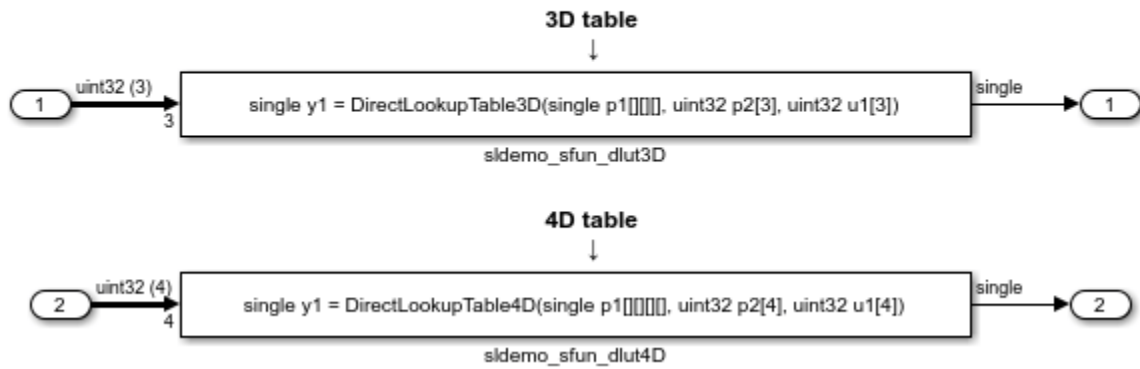 3D table
↓
uint32 (3)
1
3
single y1 = DirectLookupTable3D(single p1[][][], uint32 p2[3], uint32 u1[3])
single
1
sldemo_sfun_dlut3D
4D table
↓
uint32 (4)
2
4
single y1 = DirectLookupTable4D(single p1[][][][], uint32 p2[4], uint32 u1[4])
single
2
sldemo_sfun_dlut4D